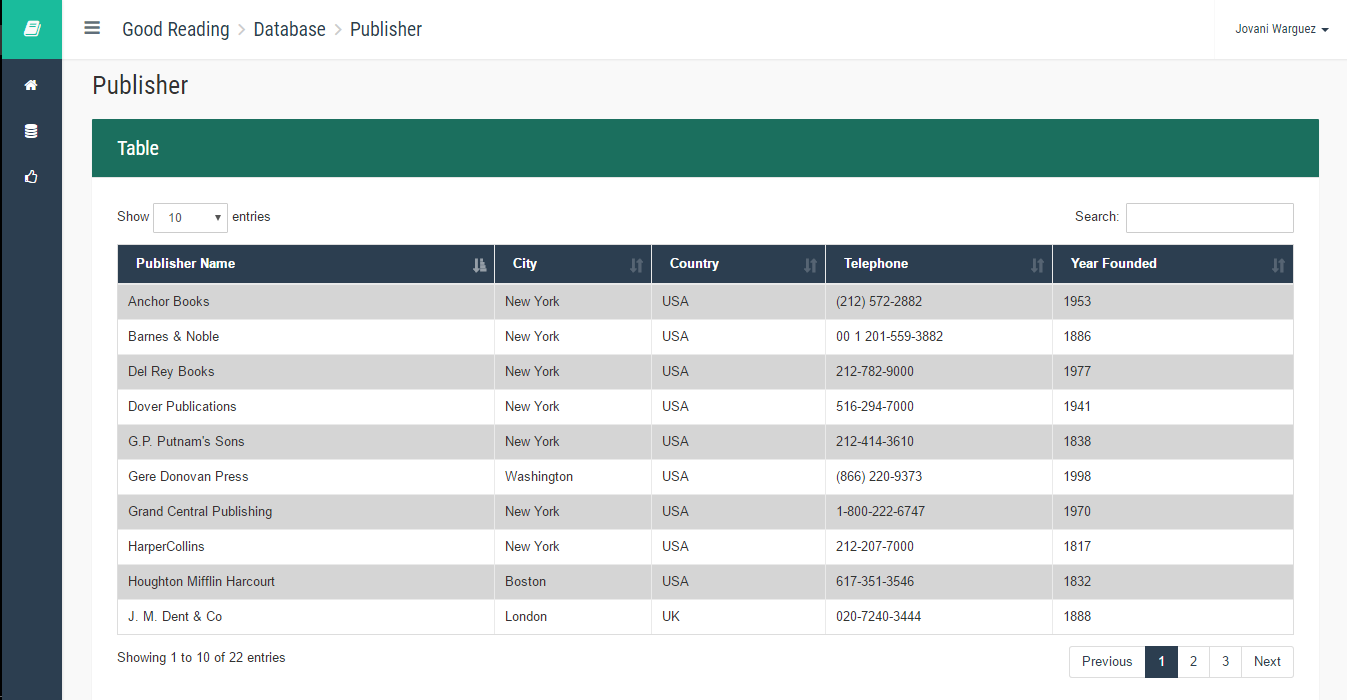 Good Reading > Database > Publisher
Jovani Warguez
Publisher
Table
Show 10 entries
Search:
Publisher Name City Country Telephone Year Founded
Anchor Books New York USA (212) 572-2882 1953
Barnes & Noble New York USA 00 1 201-559-3882 1886
Del Rey Books New York USA 212-782-9000 1977
Dover Publications New York USA 516-294-7000 1941
G.P. Putnam's Sons New York USA 212-414-3610 1838
Gere Donovan Press Washington USA (866) 220-9373 1998
Grand Central Publishing New York USA 1-800-222-6747 1970
HarperCollins New York USA 212-207-7000 1817
Houghton Mifflin Harcourt Boston USA 617-351-3546 1832
J. M. Dent & Co London UK 020-7240-3444 1888
Showing 1 to 10 of 22 entries
Previous 1 2 3 Next